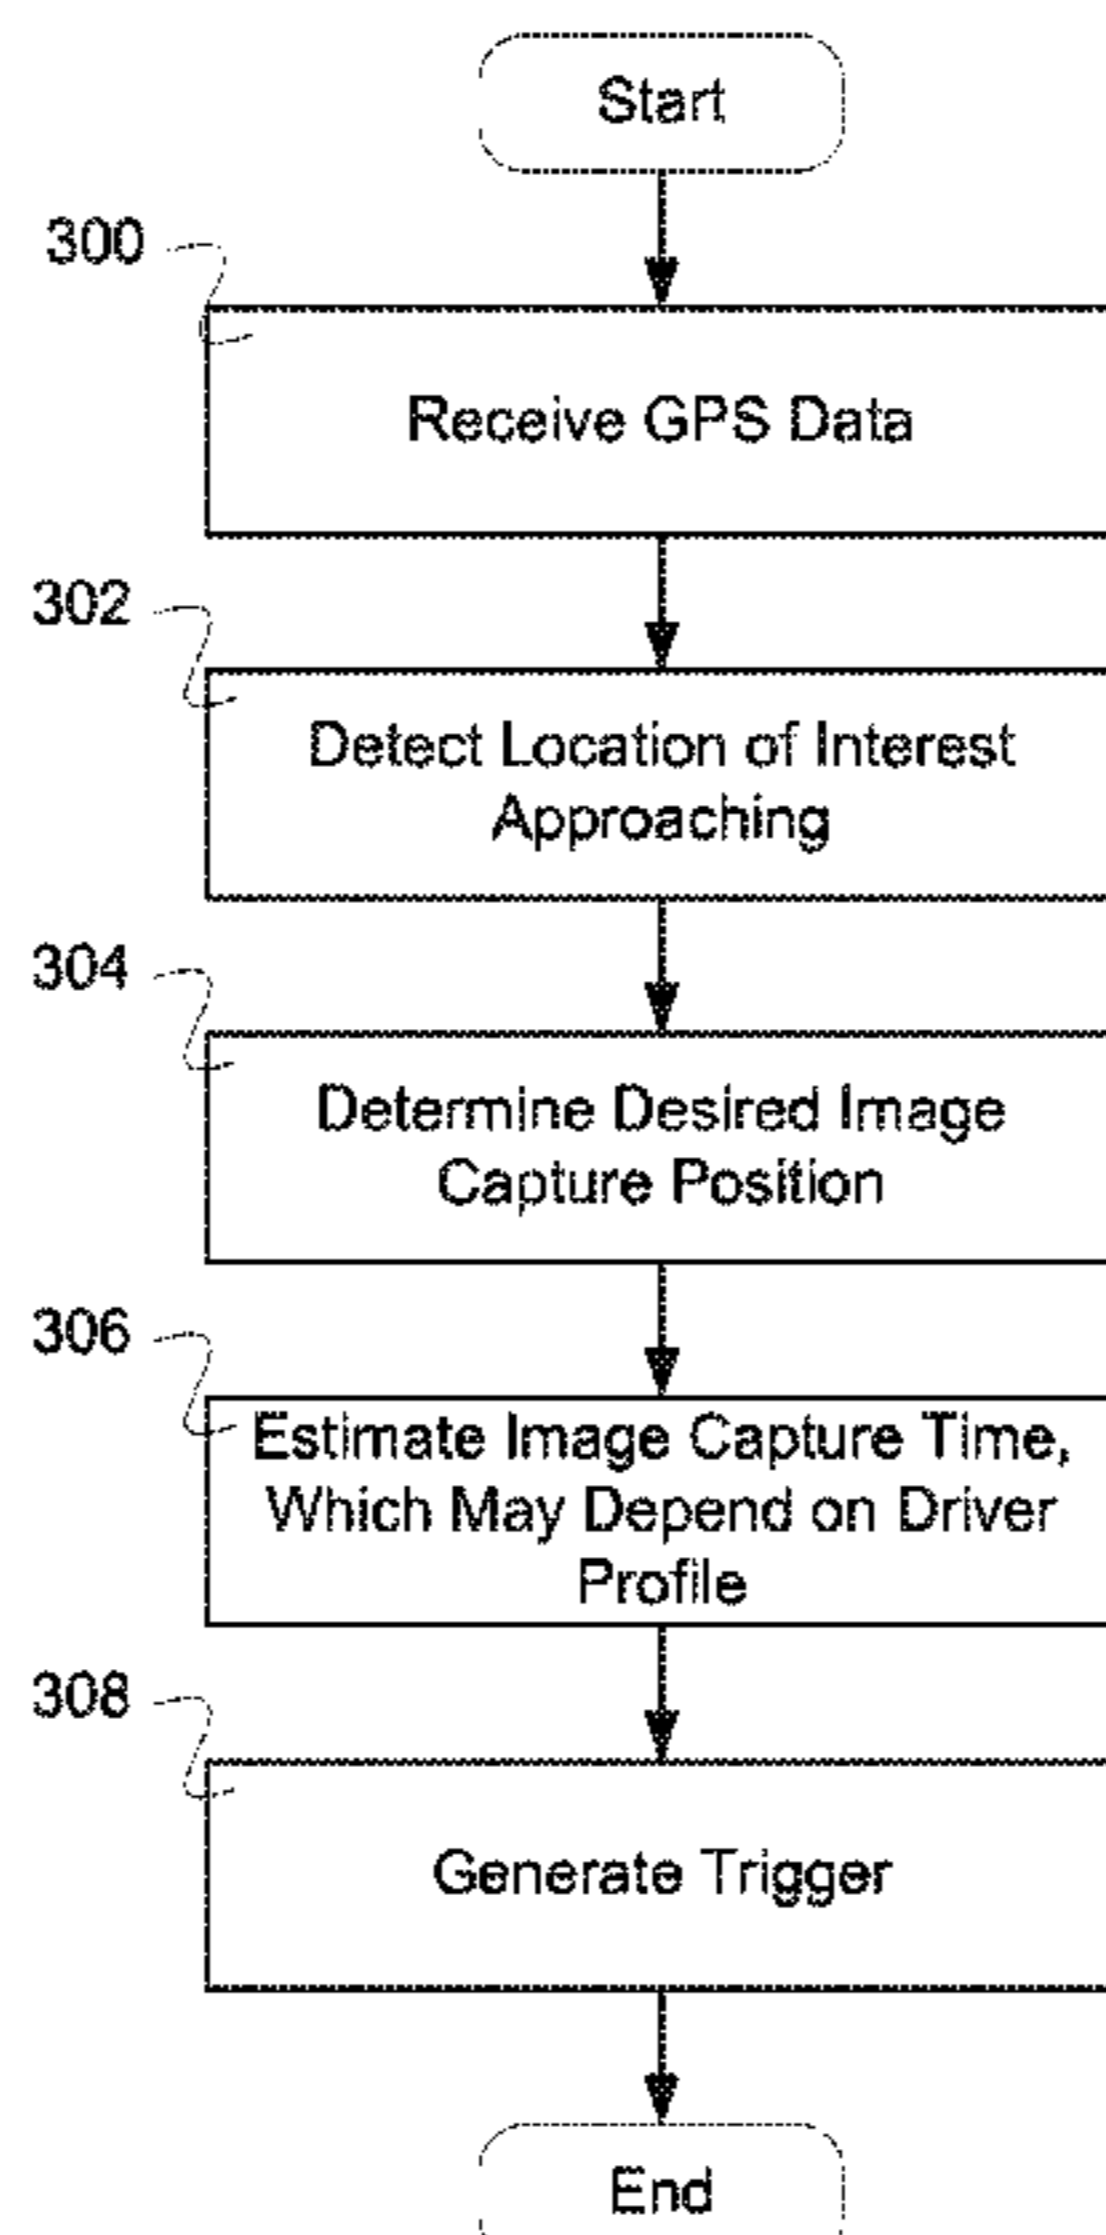 Start
300
Receive GPS Data
302
Detect Location of Interest
Approaching
304
Determine Desired Image
Capture Position
306
Estimate Image Capture Time,
Which May Depend on Driver
Profile
308
Generate Trigger
End